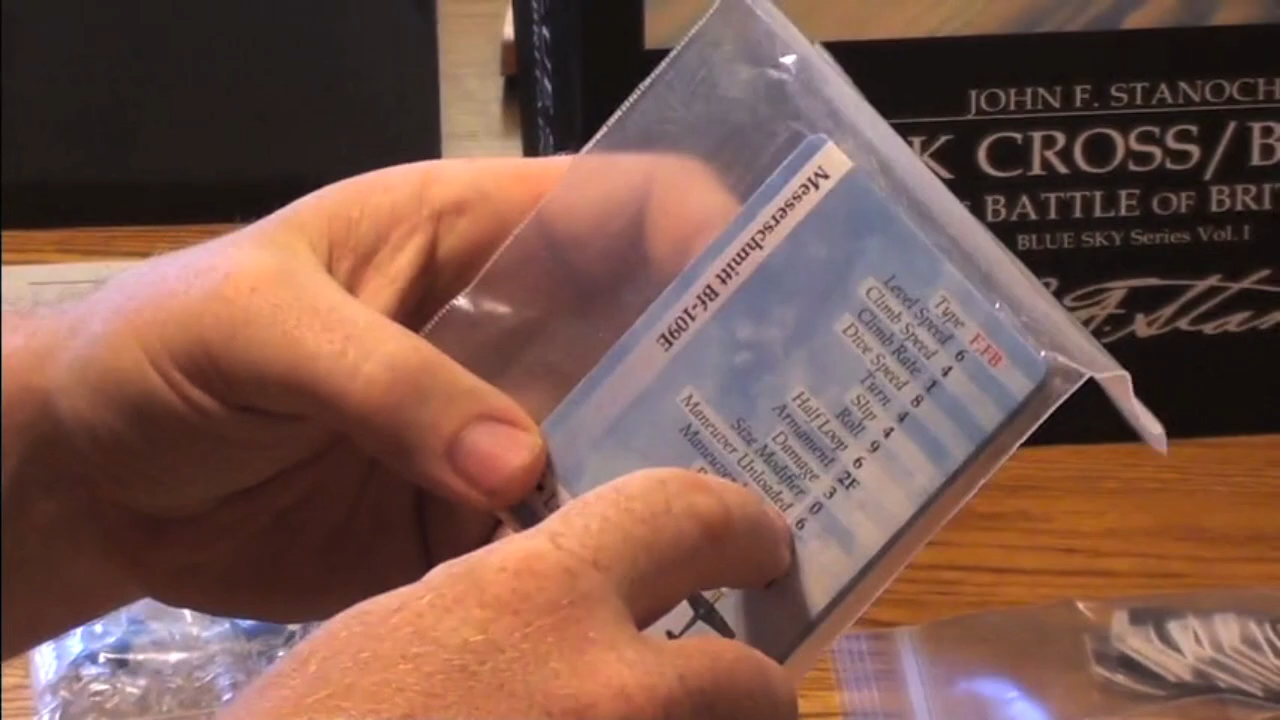 JOHN F. STANOCH
K CROSS/B
BATTLE OF BRI
BLUE SKY Series Vol. I
Messerschmitt Bf-109E
Type F,FB
Level Speed 6
Climb Speed 4
Climb Rate 1
Dive Speed 8
Turn 4
Slip 4
Roll 9
Half Loop 6
Armament 2F
Damage 3
Size Modifier 0
Maneuver Unloaded 6
Maneuver